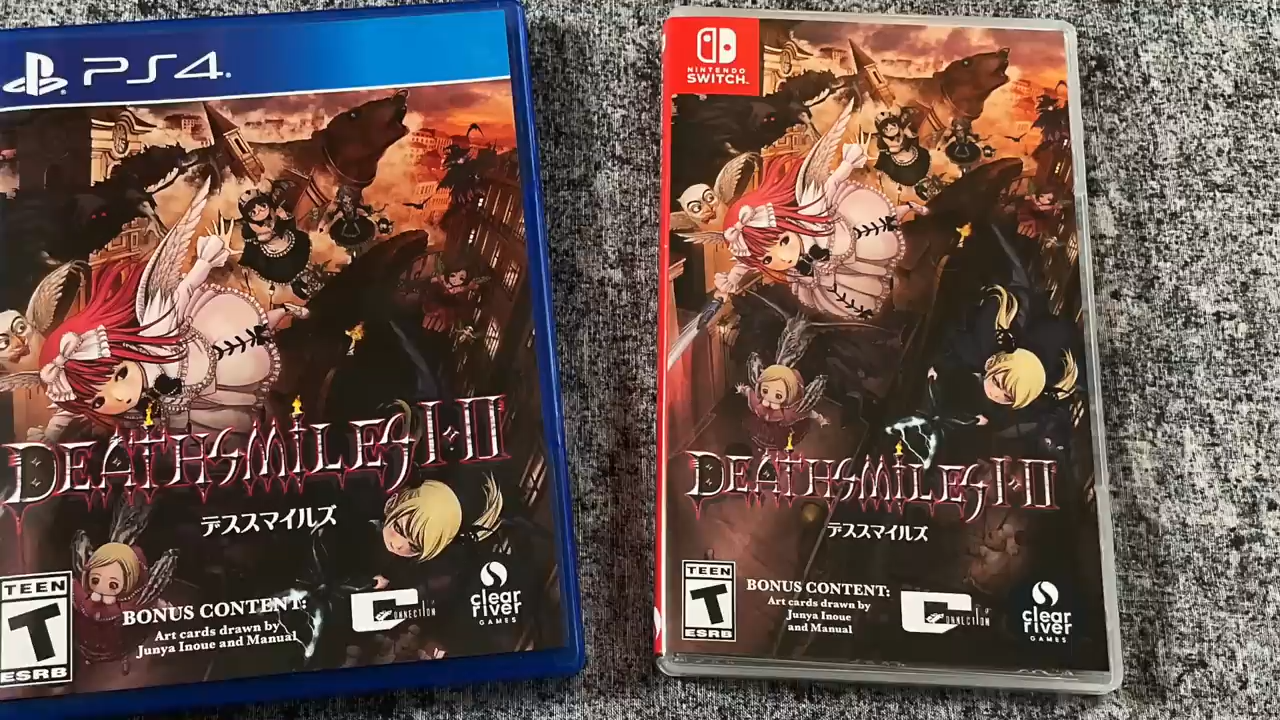 PS4
DEATHSMILES I·II
デススマイルズ
TEEN
T
ESRB
BONUS CONTENT:
Art cards drawn by
Junya Inoue and Manual
CONNECTION
clear
river
GAMES
NINTENDO
SWITCH
DEATHSMILES I·II
デススマイルズ
TEEN
T
ESRB
BONUS CONTENT:
Art cards drawn by
Junya Inoue
and Manual
CONNECTION
clear
river
GAMES